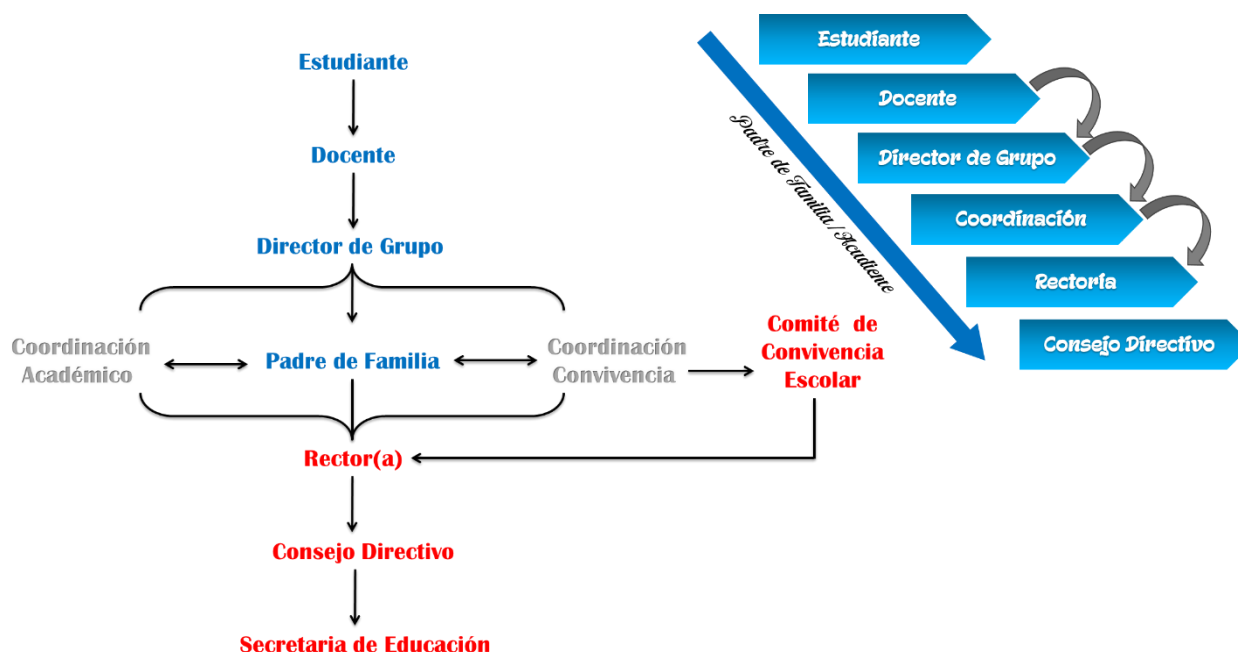 Estudiante
Docente
Director de Grupo
Coordinación
Académico
Padre de Familia
Coordinación
Convivencia
Comité de
Convivencia
Escolar
Rector(a)
Consejo Directivo
Secretaria de Educación
Estudiante
Docente
Director de Grupo
Coordinación
Rectoría
Consejo Directivo
Padre de Familia/Acudiente